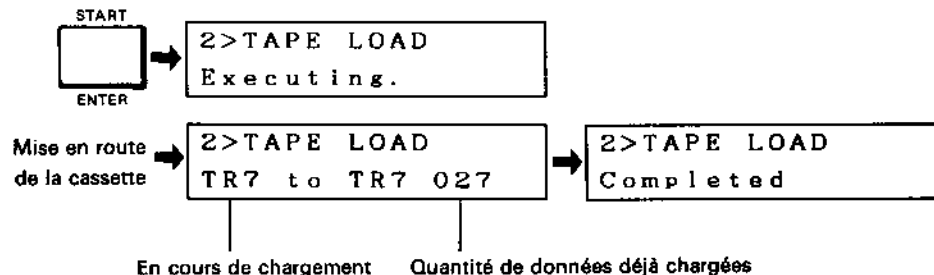 START
ENTER
2>TAPE LOAD
Executing.
Mise en route
de la cassette
2>TAPE LOAD
TR7 to TR7 027
2>TAPE LOAD
Completed
En cours de chargement
Quantité de données déjà chargées